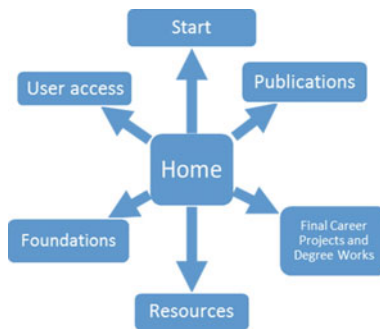 Start
User access
Publications
Home
Foundations
Final Career
Projects and
Degree Works
Resources